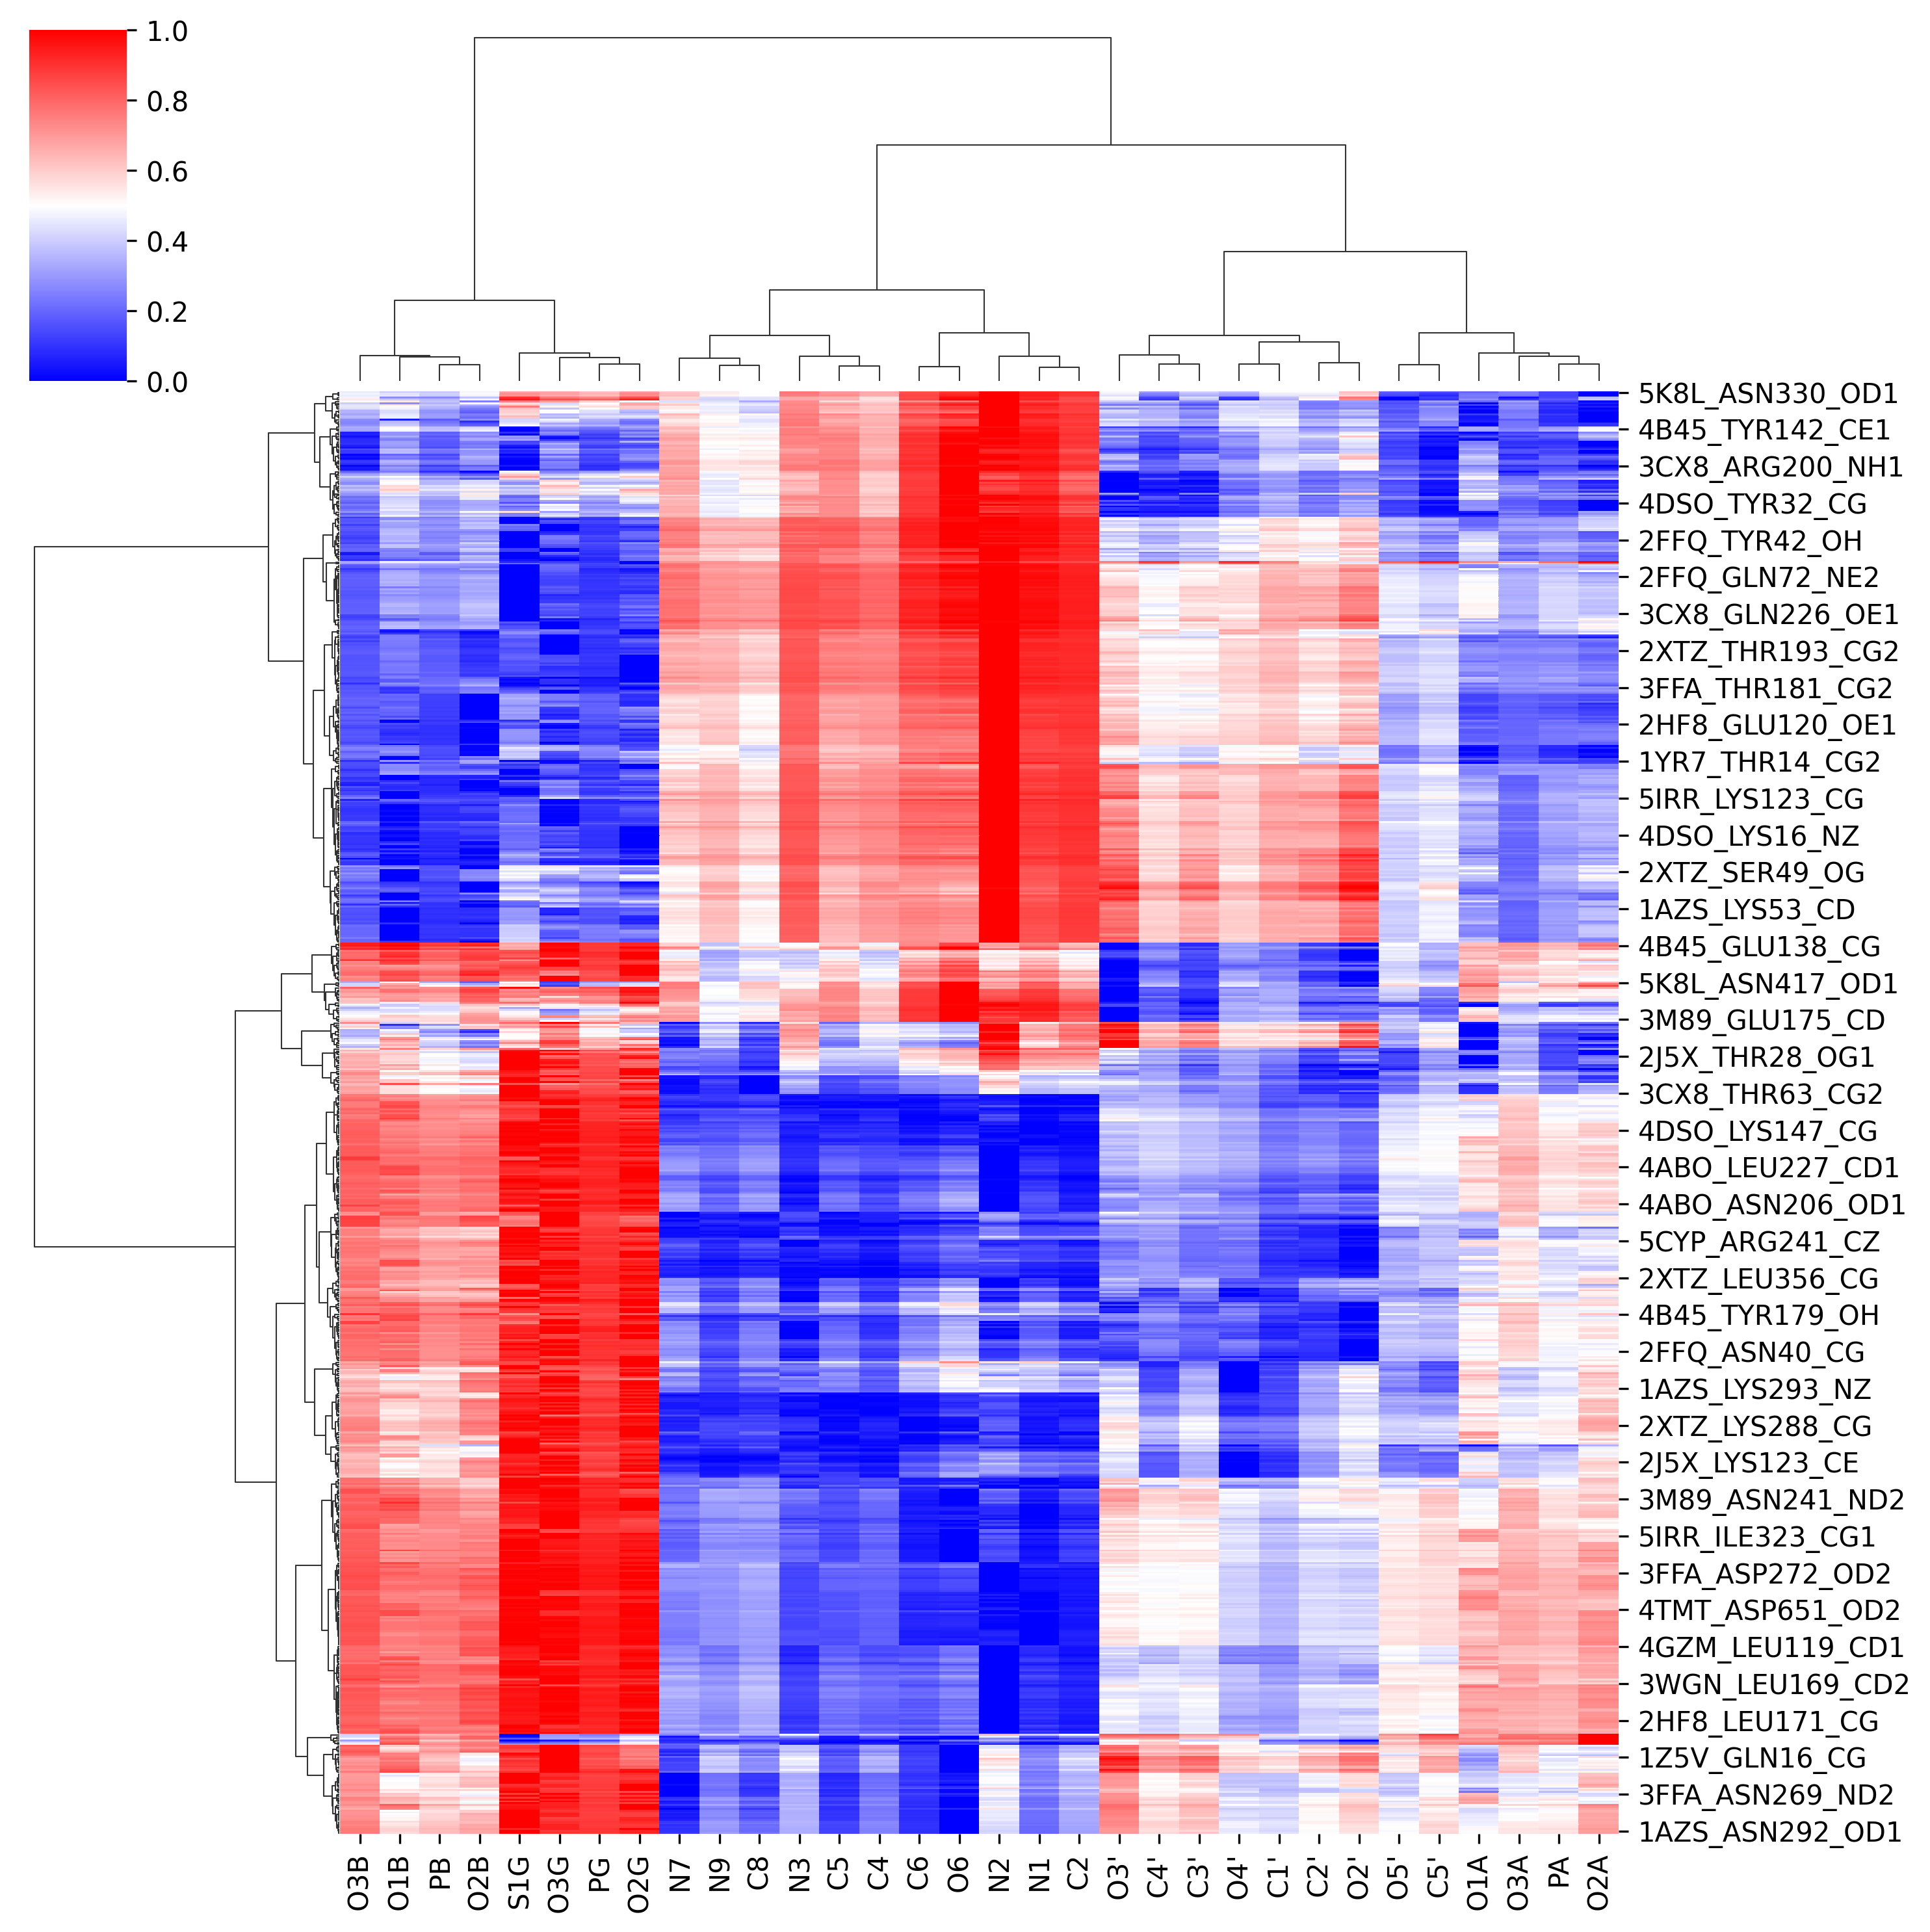 1.0
0.8
0.6
0.4
0.2
0.0
5K8L_ASN330_OD1
4B45_TYR142_CE1
3CX8_ARG200_NH1
4DSO_TYR32_CG
2FFQ_TYR42_OH
2FFQ_GLN72_NE2
3CX8_GLN226_OE1
2XTZ_THR193_CG2
3FFA_THR181_CG2
2HF8_GLU120_OE1
1YR7_THR14_CG2
5IRR_LYS123_CG
4DSO_LYS16_NZ
2XTZ_SER49_OG
1AZS_LYS53_CD
4B45_GLU138_CG
5K8L_ASN417_OD1
3M89_GLU175_CD
2J5X_THR28_OG1
3CX8_THR63_CG2
4DSO_LYS147_CG
4ABO_LEU227_CD1
4ABO_ASN206_OD1
5CYP_ARG241_CZ
2XTZ_LEU356_CG
4B45_TYR179_OH
2FFQ_ASN40_CG
1AZS_LYS293_NZ
2XTZ_LYS288_CG
2J5X_LYS123_CE
3M89_ASN241_ND2
5IRR_ILE323_CG1
3FFA_ASP272_OD2
4TMT_ASP651_OD2
4GZM_LEU119_CD1
3WGN_LEU169_CD2
2HF8_LEU171_CG
1Z5V_GLN16_CG
3FFA_ASN269_ND2
1AZS_ASN292_OD1
O3B
O1B
PB
O2B
S1G
O3G
PG
O2G
N7
N9
C8
N3
C5
C4
C6
O6
N2
N1
C2
O3'
C4'
C3'
O4'
C1'
C2'
O2'
O5'
C5'
O1A
O3A
PA
O2A